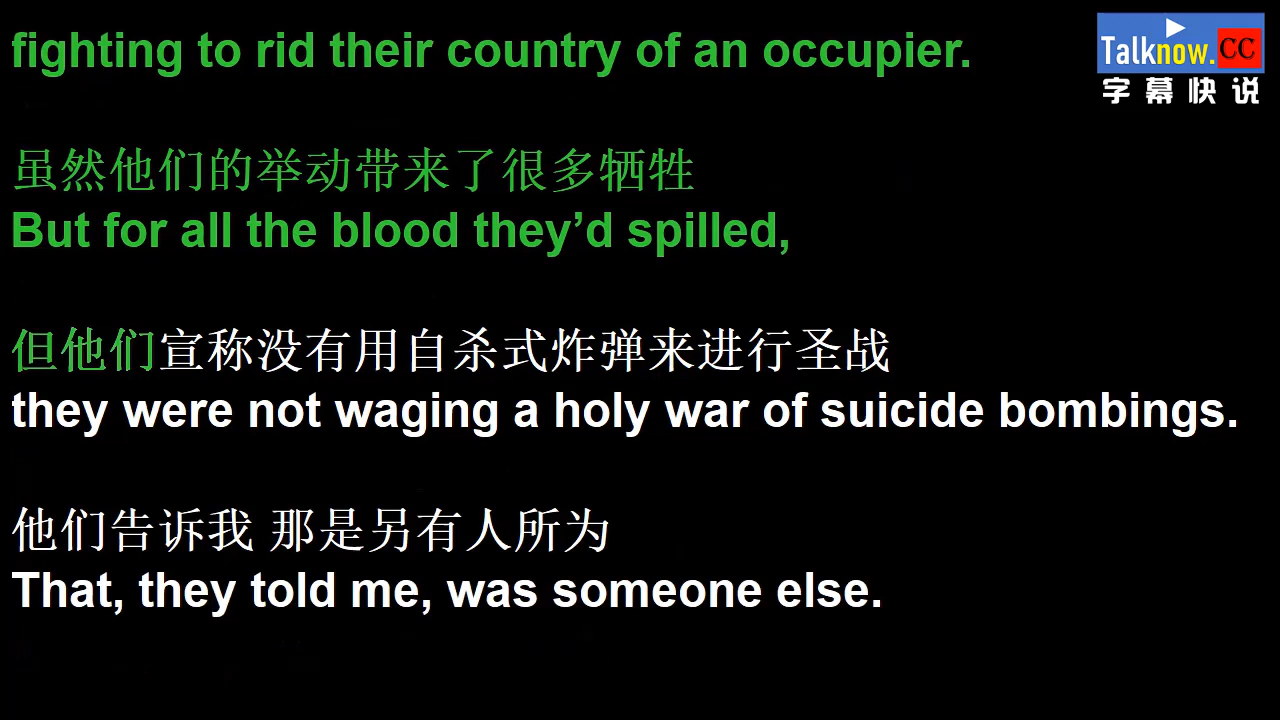 fighting to rid their country of an occupier.
Talknow.CC
字幕快说
虽然他们的举动带来了很多牺牲
But for all the blood they’d spilled,
但他们宣称没有用自杀式炸弹来进行圣战
they were not waging a holy war of suicide bombings.
他们告诉我 那是另有人所为
That, they told me, was someone else.